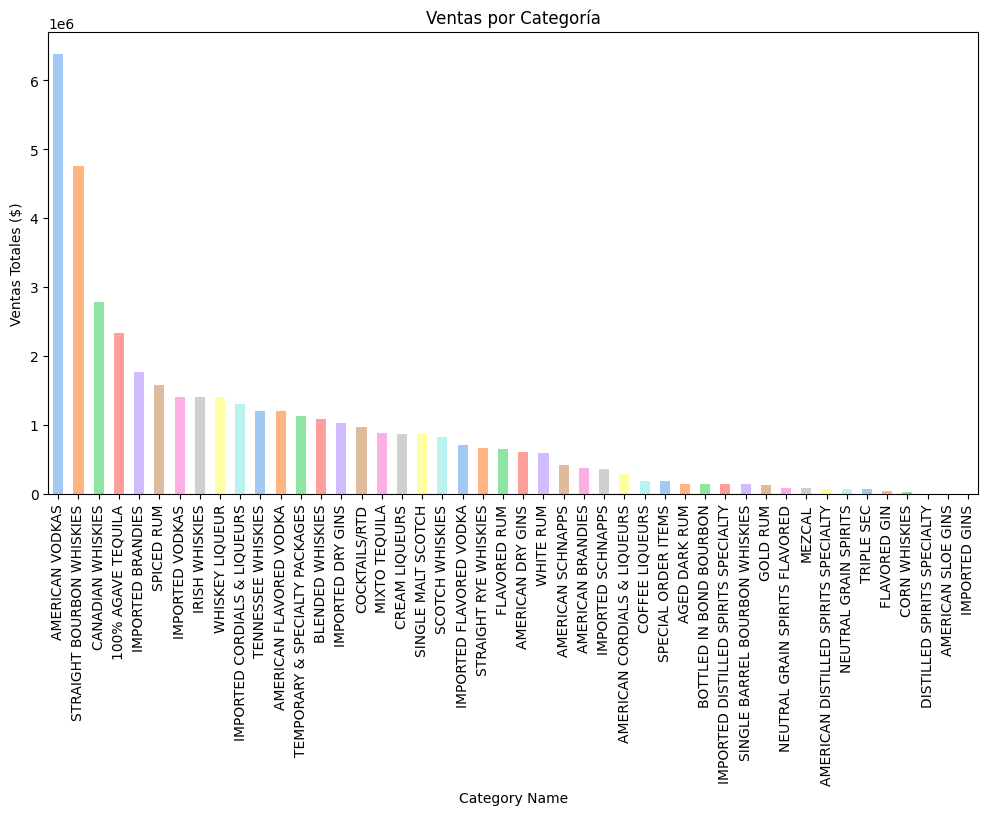 Ventas por Categoría
1e6
Ventas Totales ($)
6
5
4
3
2
1
0
AMERICAN VODKAS
STRAIGHT BOURBON WHISKIES
CANADIAN WHISKIES
100% AGAVE TEQUILA
IMPORTED BRANDIES
SPICED RUM
IMPORTED VODKAS
IRISH WHISKIES
WHISKEY LIQUEUR
IMPORTED CORDIALS & LIQUEURS
TENNESSEE WHISKIES
AMERICAN FLAVORED VODKA
TEMPORARY & SPECIALTY PACKAGES
BLENDED WHISKIES
IMPORTED DRY GINS
COCKTAILS/RTD
MIXTO TEQUILA
CREAM LIQUEURS
SINGLE MALT SCOTCH
SCOTCH WHISKIES
IMPORTED FLAVORED VODKA
STRAIGHT RYE WHISKIES
FLAVORED RUM
AMERICAN DRY GINS
WHITE RUM
AMERICAN SCHNAPPS
AMERICAN BRANDIES
IMPORTED SCHNAPPS
AMERICAN CORDIALS & LIQUEURS
COFFEE LIQUEURS
SPECIAL ORDER ITEMS
AGED DARK RUM
BOTTLED IN BOND BOURBON
IMPORTED DISTILLED SPIRITS SPECIALTY
SINGLE BARREL BOURBON WHISKIES
GOLD RUM
NEUTRAL GRAIN SPIRITS FLAVORED
MEZCAL
AMERICAN DISTILLED SPIRITS SPECIALTY
NEUTRAL GRAIN SPIRITS
TRIPLE SEC
FLAVORED GIN
CORN WHISKIES
DISTILLED SPIRITS SPECIALTY
AMERICAN SLOE GINS
IMPORTED GINS
Category Name